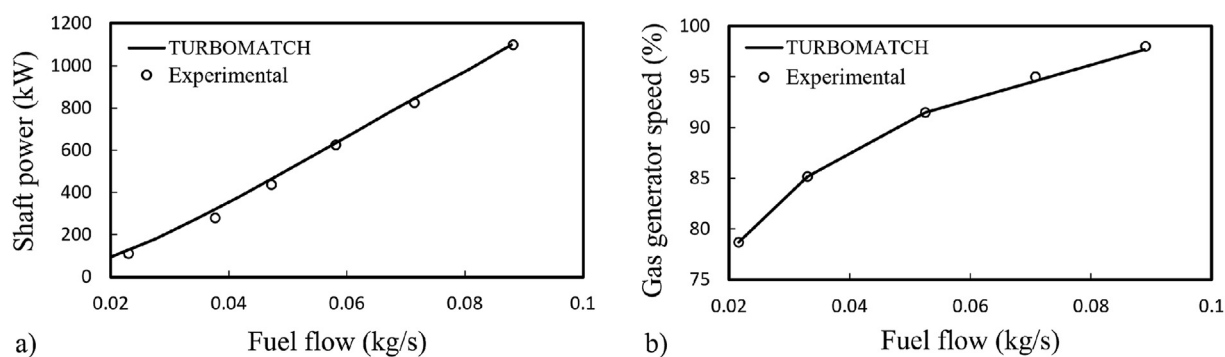 Shaft power (kW)
1200
1000
800
600
400
200
0
TURBOMATCH
Experimental
0.02
0.04
0.06
0.08
0.1
Fuel flow (kg/s)
a)
Gas generator speed (%)
100
95
90
85
80
75
TURBOMATCH
Experimental
0.02
0.04
0.06
0.08
0.1
Fuel flow (kg/s)
b)